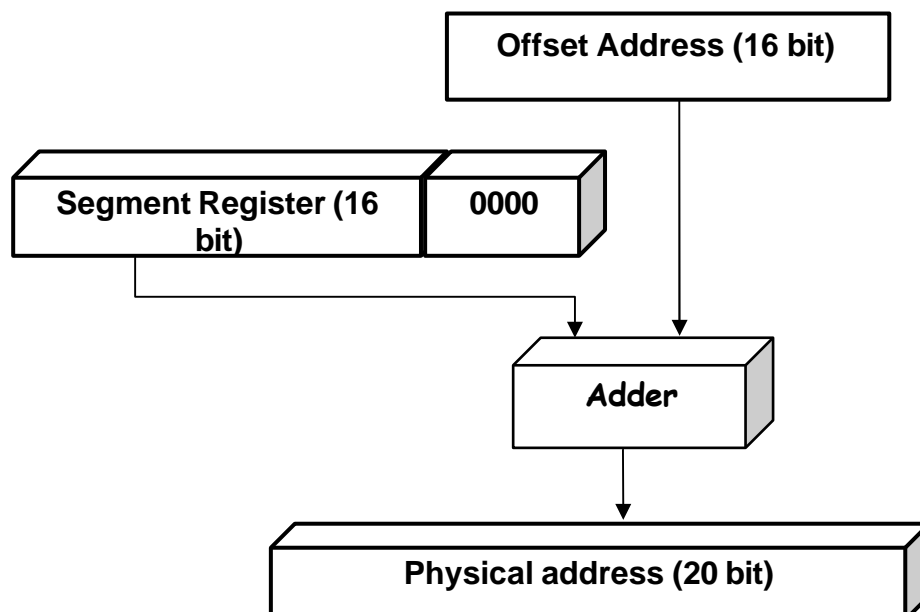 Offset Address (16 bit)
Segment Register (16
bit)
0000
Adder
Physical address (20 bit)